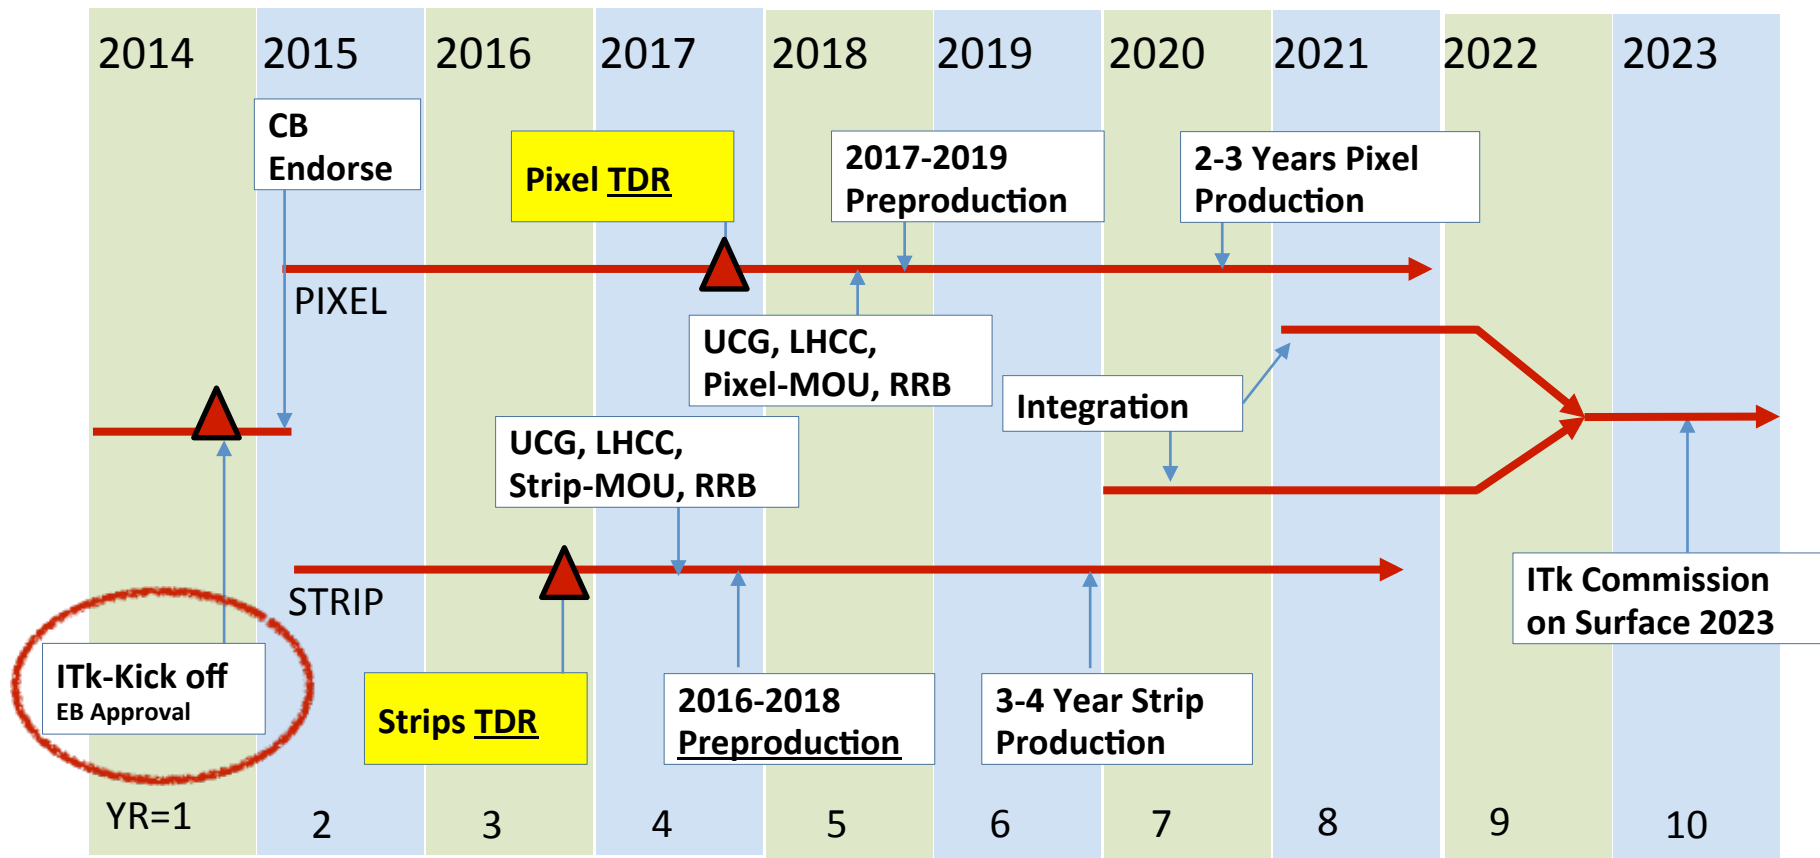 2014 2015 2016 2017 2018 2019 2020 2021 2022 2023
CB
Endorse
Pixel TDR
2017-2019
Preproduction
2-3 Years Pixel
Production
PIXEL
UCG, LHCC,
Pixel-MOU, RRB
Integration
UCG, LHCC,
Strip-MOU, RRB
STRIP
ITk Commission
on Surface 2023
ITk-Kick off
EB Approval
Strips TDR
2016-2018
Preproduction
3-4 Year Strip
Production
YR=1 2 3 4 5 6 7 8 9 10